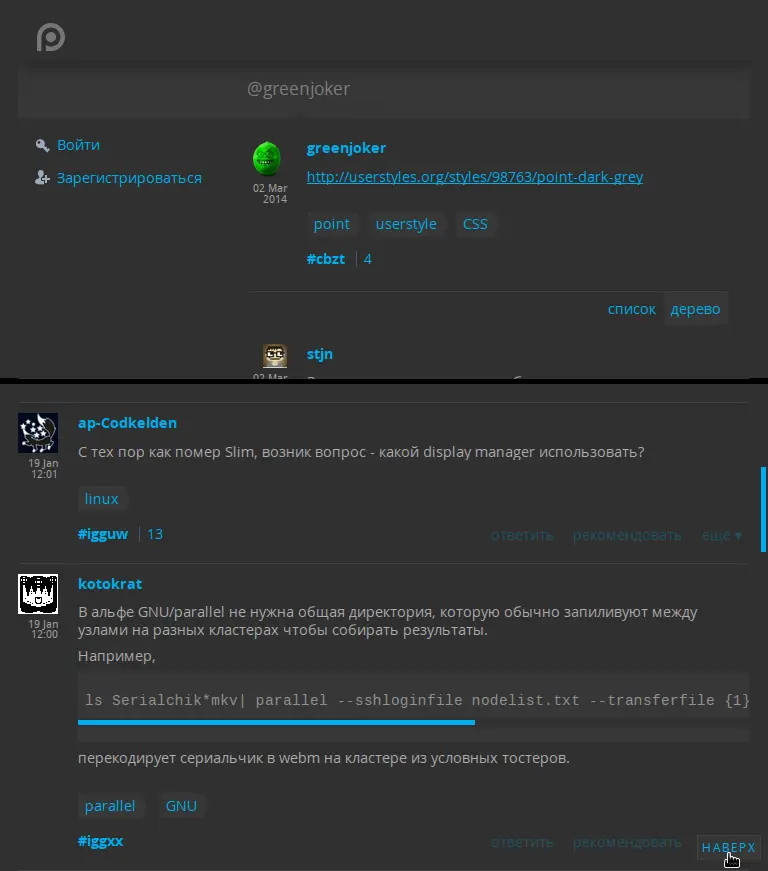 @greenjoker
Войти
Зарегистрироваться
greenjoker
02 Mar
2014
http://userstyles.org/styles/98763/point-dark-grey
point userstyle CSS
#cbzt 4
список дерево
stjn
02 Mar
ap-Codkelden
19 Jan
12:01
С тех пор как помер Slim, возник вопрос - какой display manager использовать?
linux
#igguw 13
ответить рекомендовать еще ▾
kotokrat
19 Jan
12:00
В альфе GNU/parallel не нужна общая директория, которую обычно запиливуют между
узлами на разных кластерах чтобы собирать результаты.
Например,
ls Serialchik*mkv| parallel --sshloginfile nodelist.txt --transferfile {1}
перекодирует сериальчик в webm на кластере из условных тостеров.
parallel GNU
#iggxx
ответить рекомендовать
НАВЕРХ